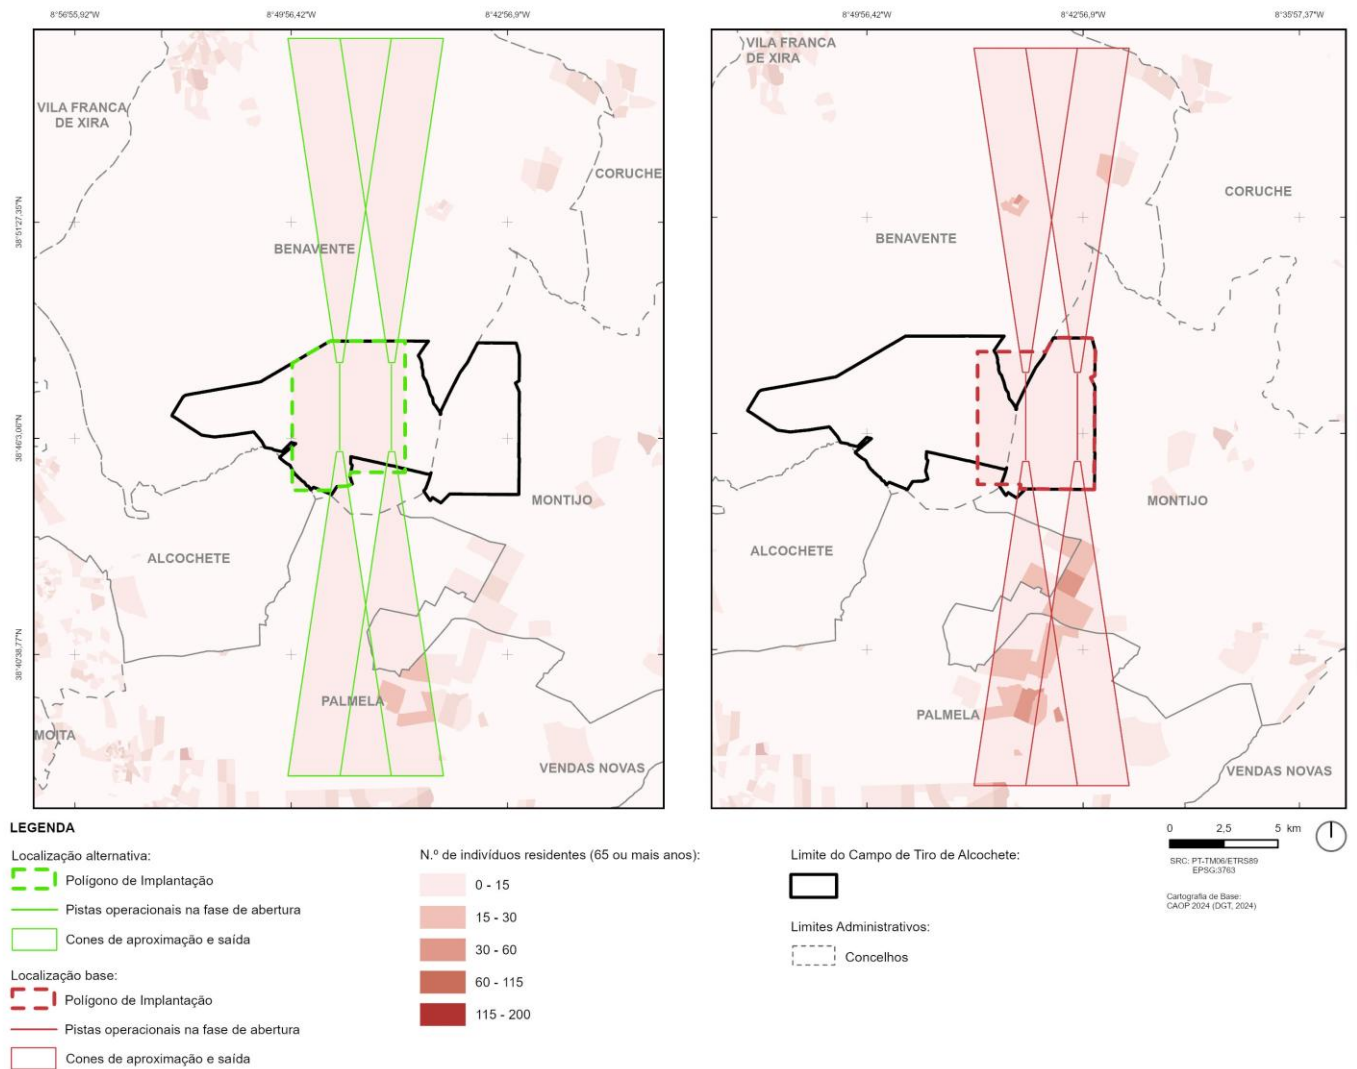 8°56'55,92"W
8°49'56,42"W
8°42'56,9"W
8°49'56,42"W
8°42'56,9"W
8°35'57,37"W
38°51'27,35"N
38°46'3,06"N
38°40'38,77"N
VILA FRANCA
DE XIRA
CORUCHE
BENAVENTE
MONTIJO
ALCOCHETE
PALMELA
MOITA
VENDAS NOVAS
VILA FRANCA
DE XIRA
CORUCHE
BENAVENTE
MONTIJO
ALCOCHETE
PALMELA
VENDAS NOVAS
LEGENDA
Localização alternativa:
Polígono de Implantação
Pistas operacionais na fase de abertura
Cones de aproximação e saída
Localização base:
Polígono de Implantação
Pistas operacionais na fase de abertura
Cones de aproximação e saída
N.º de indivíduos residentes (65 ou mais anos):
0 - 15
15 - 30
30 - 60
60 - 115
115 - 200
Limite do Campo de Tiro de Alcochete:
Limites Administrativos:
Concelhos
0 2,5 5 km
SRC: PT-TM06/ETRS89
EPSG:3763
Cartografia de Base:
CAOP 2024 (DGT, 2024)